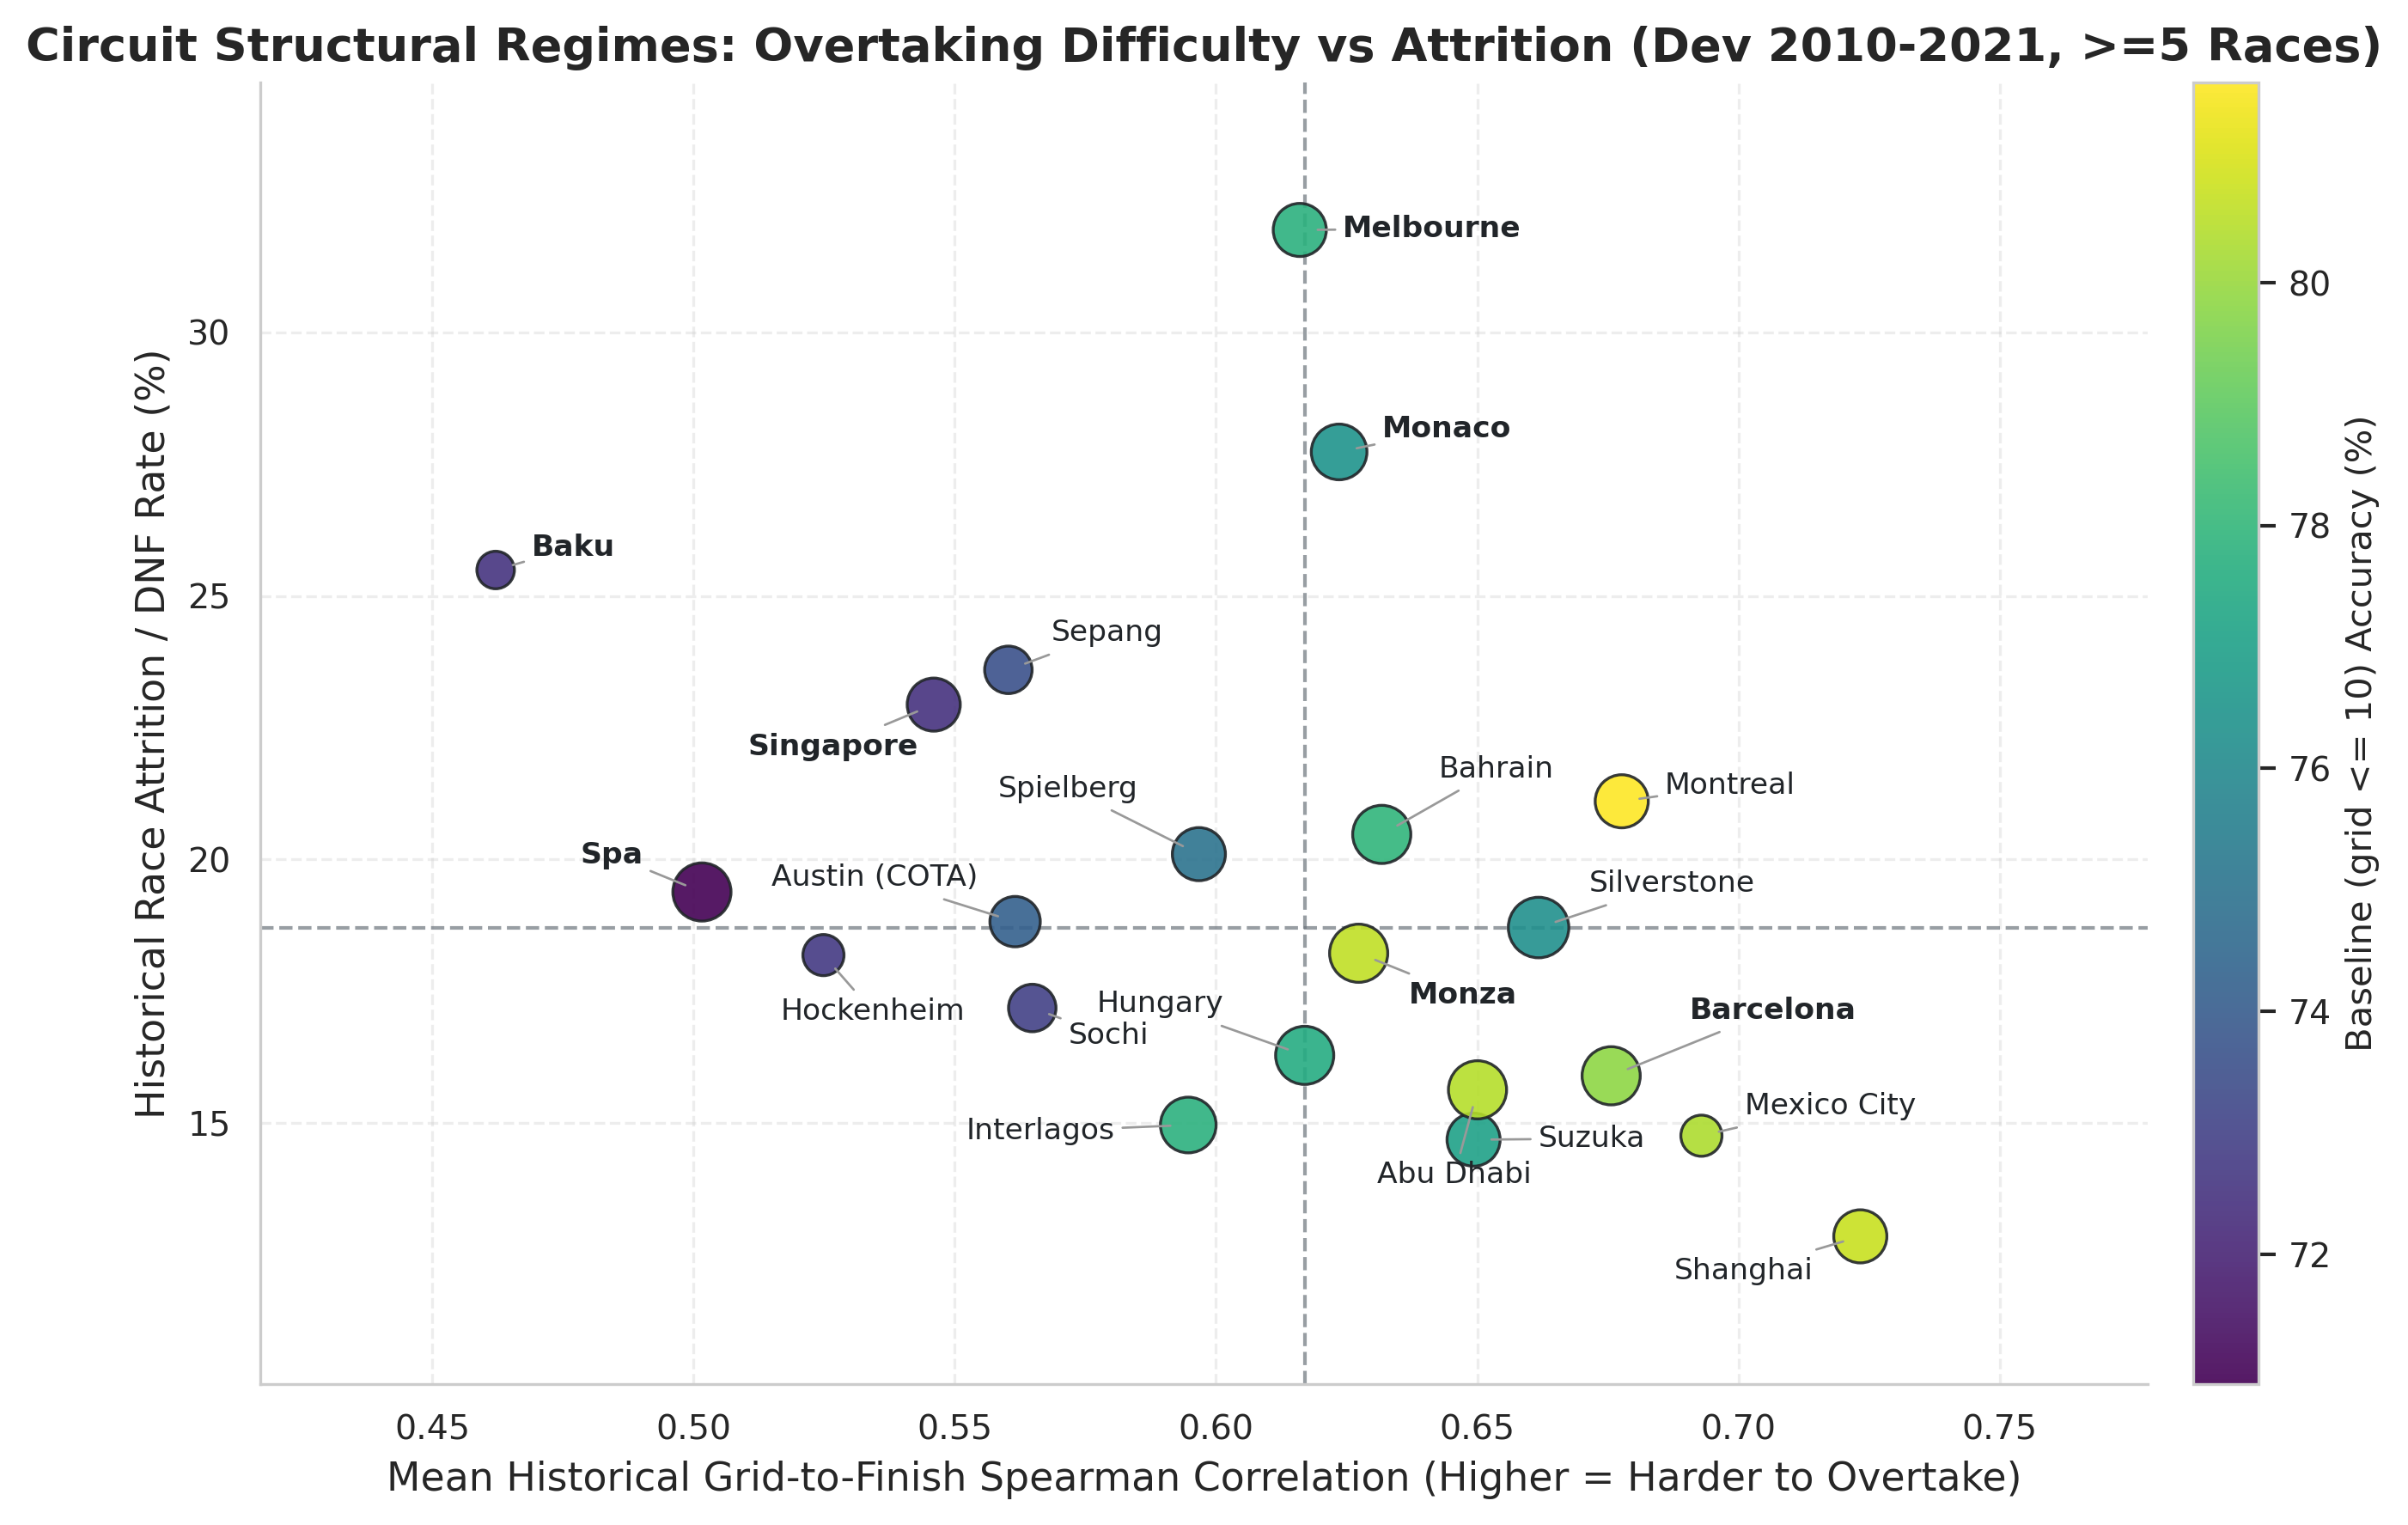 Circuit Structural Regimes: Overtaking Difficulty vs Attrition (Dev 2010-2021, >=5 Races)
Historical Race Attrition / DNF Rate (%)
30
25
20
15
Melbourne
Monaco
Baku
Sepang
Singapore
Bahrain
Montreal
Spielberg
Spa
Austin (COTA)
Silverstone
Hockenheim
Hungary
Monza
Barcelona
Sochi
Interlagos
Suzuka
Mexico City
Abu Dhabi
Shanghai
0.45
0.50
0.55
0.60
0.65
0.70
0.75
Mean Historical Grid-to-Finish Spearman Correlation (Higher = Harder to Overtake)
80
78
76
74
72
Baseline (grid <= 10) Accuracy (%)